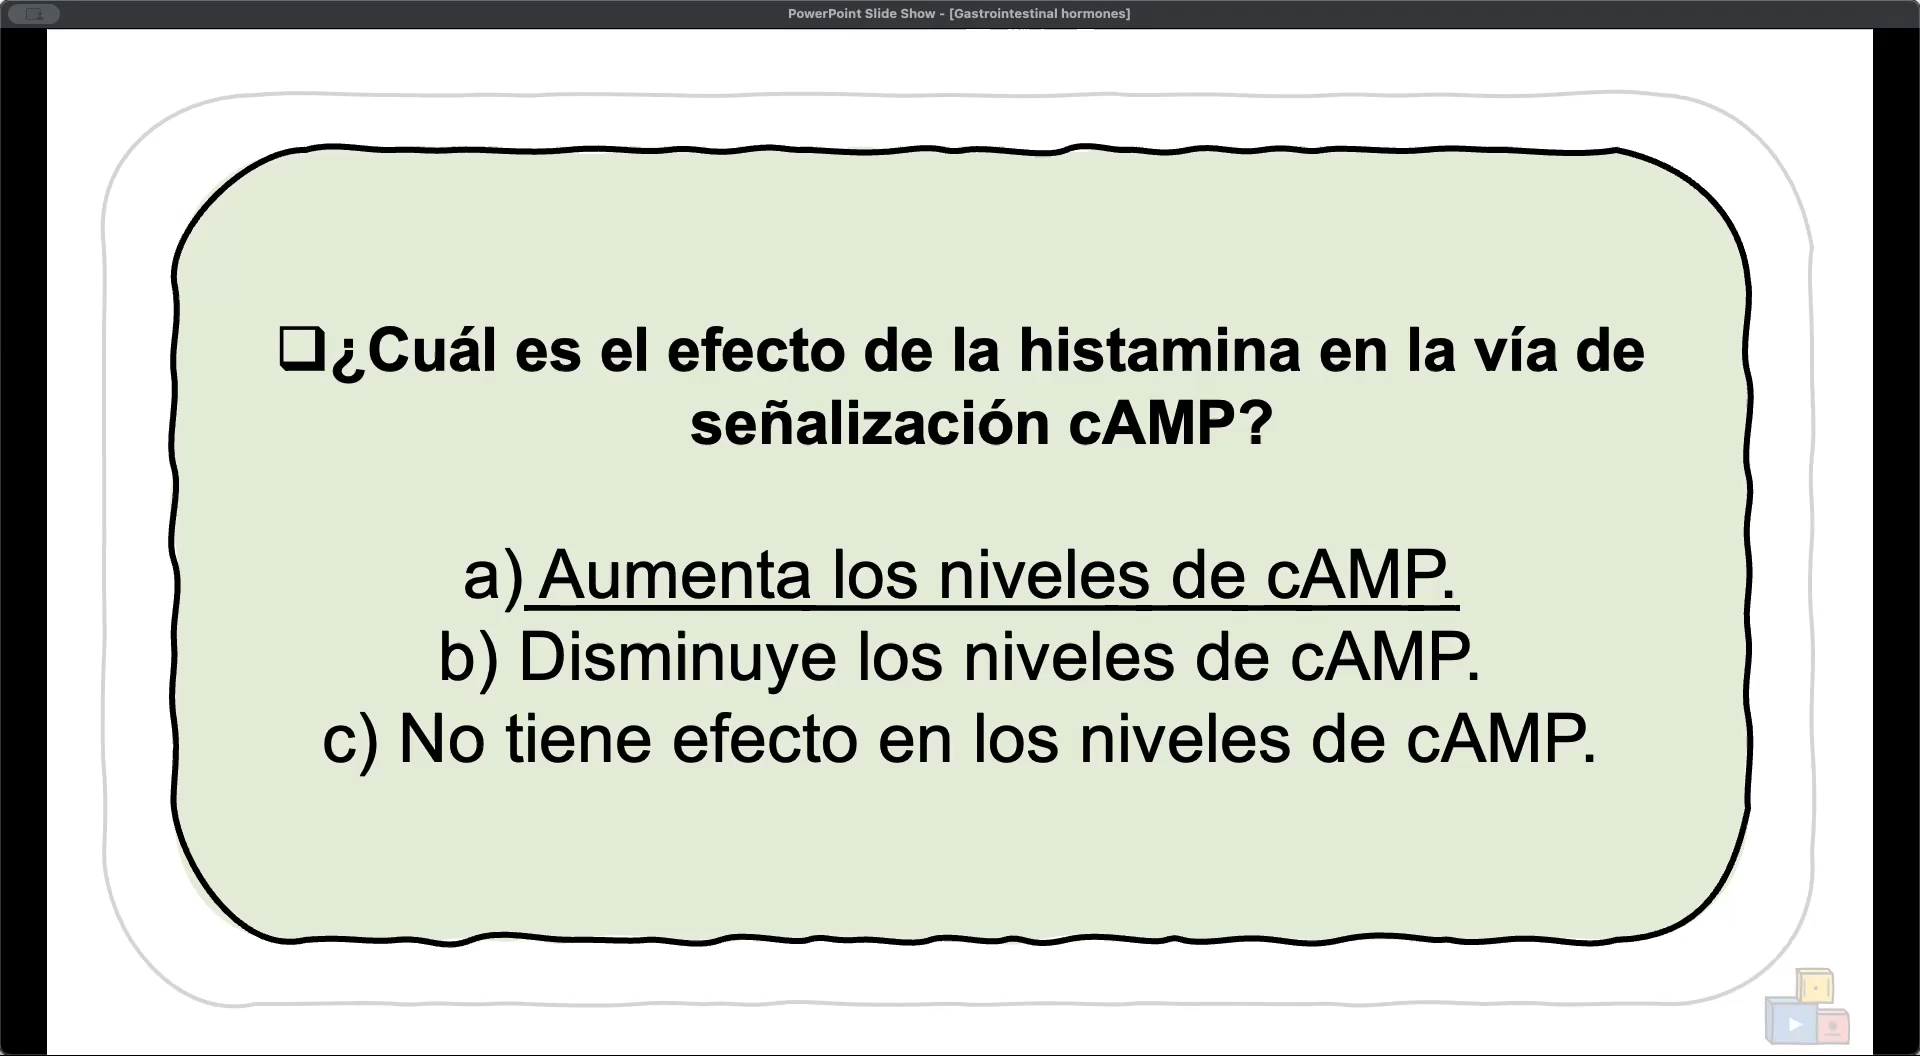 PowerPoint Slide Show - [Gastrointestinal hormones]
❑¿Cuál es el efecto de la histamina en la vía de
señalización cAMP?
a) Aumenta los niveles de cAMP.
b) Disminuye los niveles de cAMP.
c) No tiene efecto en los niveles de cAMP.